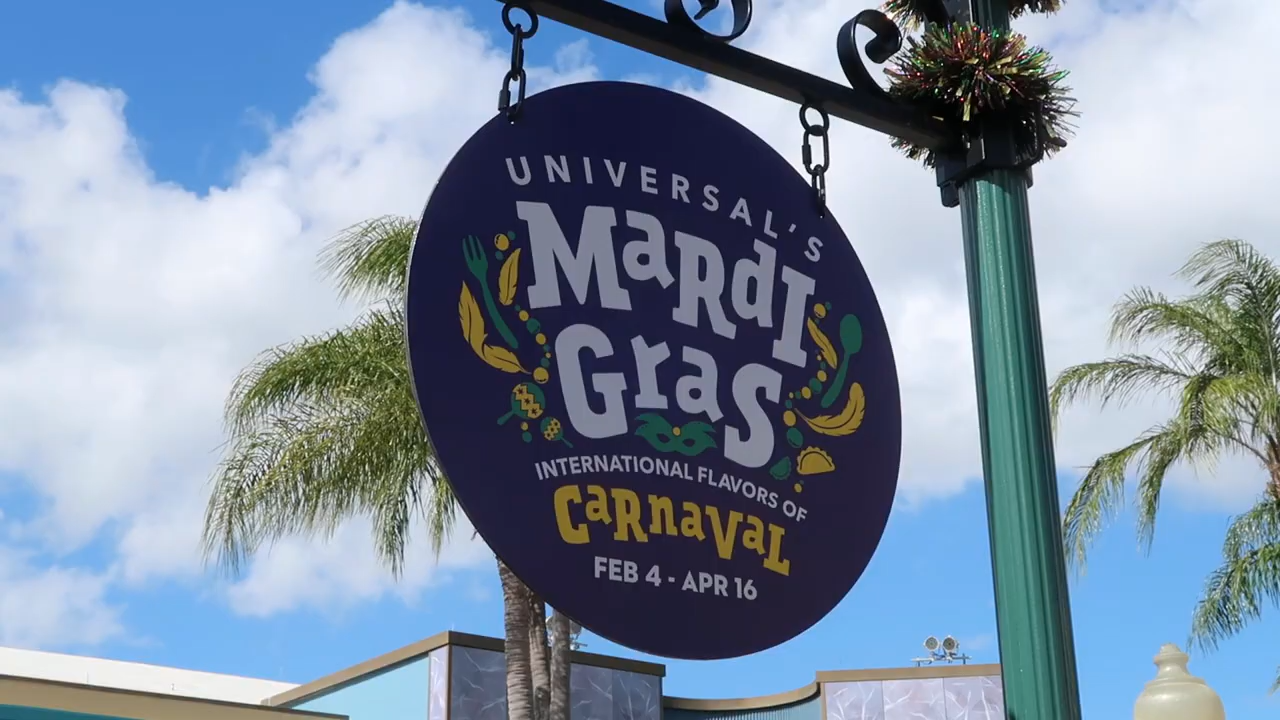 UNIVERSAL'S
MaRdI
GraS
INTERNATIONAL FLAVORS OF
CaRnaVaL
FEB 4 - APR 16